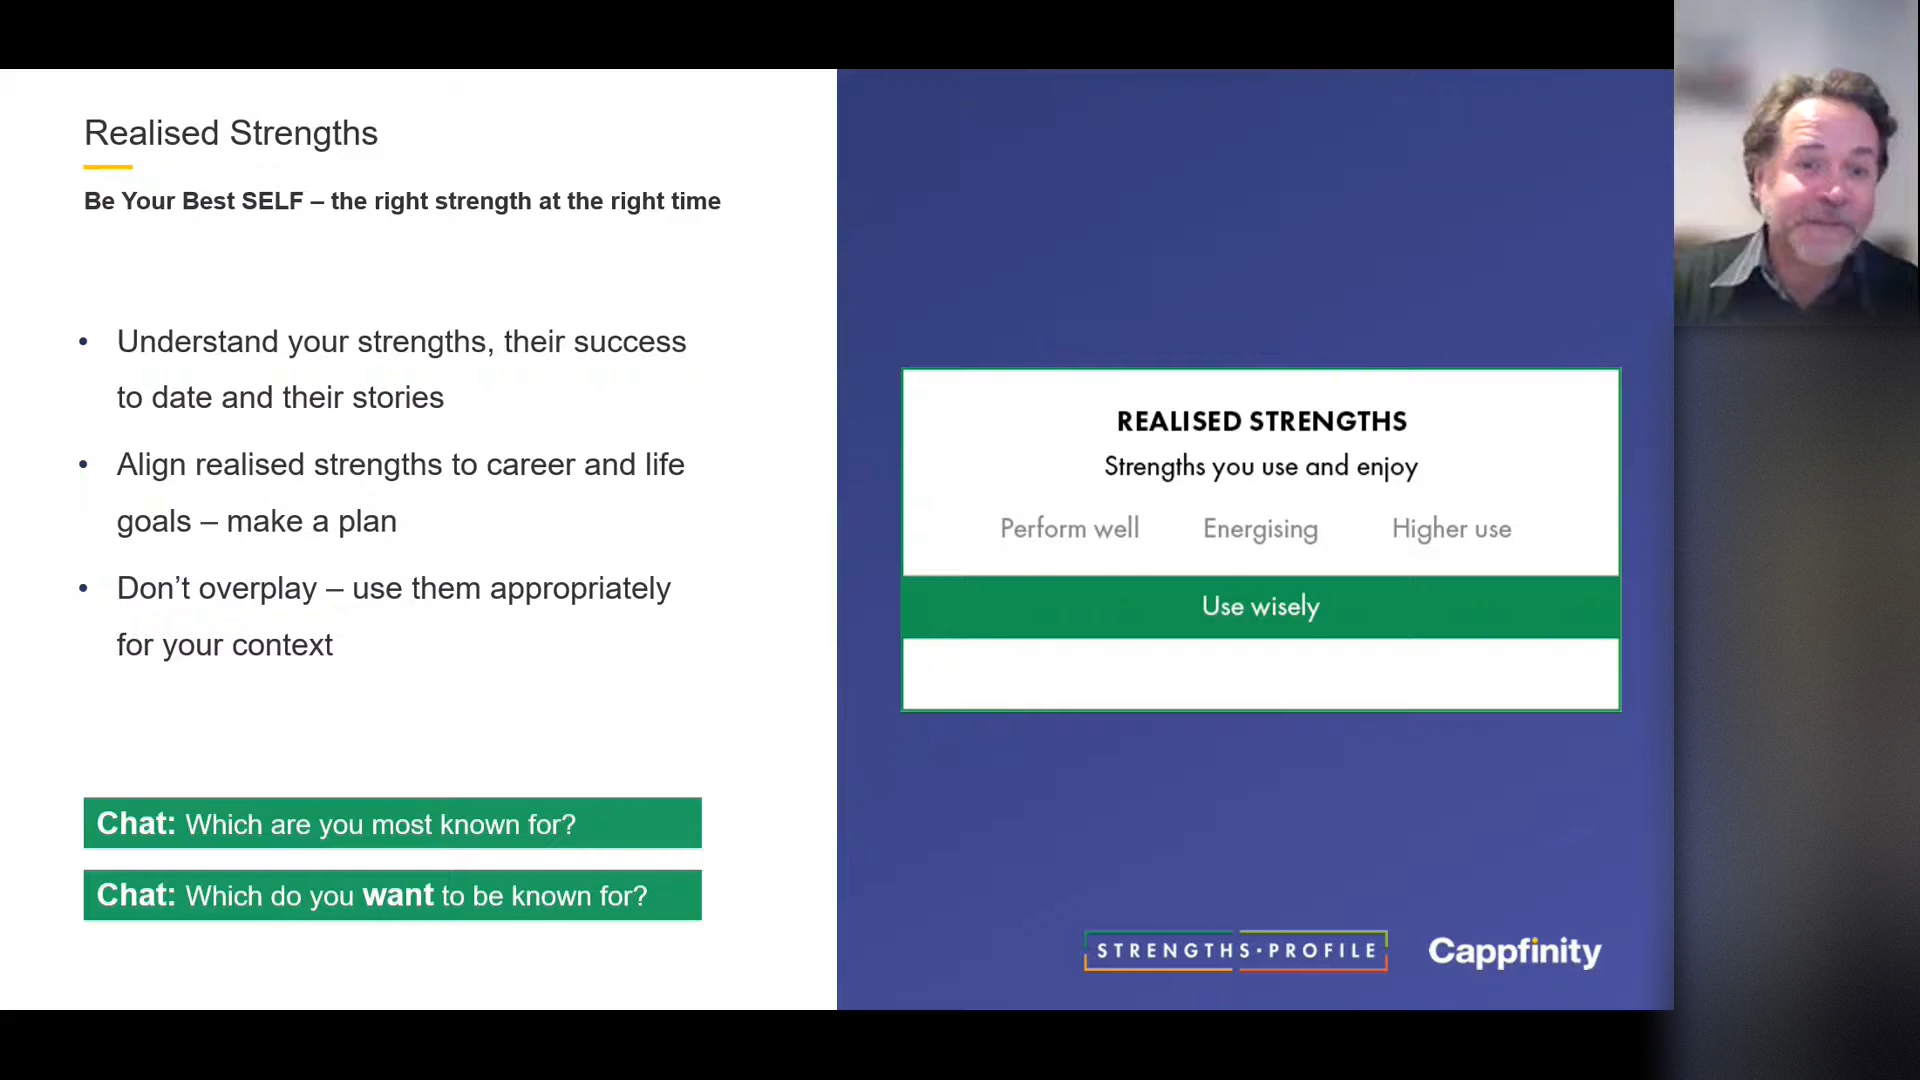 Realised Strengths
Be Your Best SELF – the right strength at the right time
• Understand your strengths, their success
to date and their stories
• Align realised strengths to career and life
goals – make a plan
• Don’t overplay – use them appropriately
for your context
Chat: Which are you most known for?
Chat: Which do you want to be known for?
REALISED STRENGTHS
Strengths you use and enjoy
Perform well Energising Higher use
Use wisely
STRENGTHS·PROFILE Cappfinity